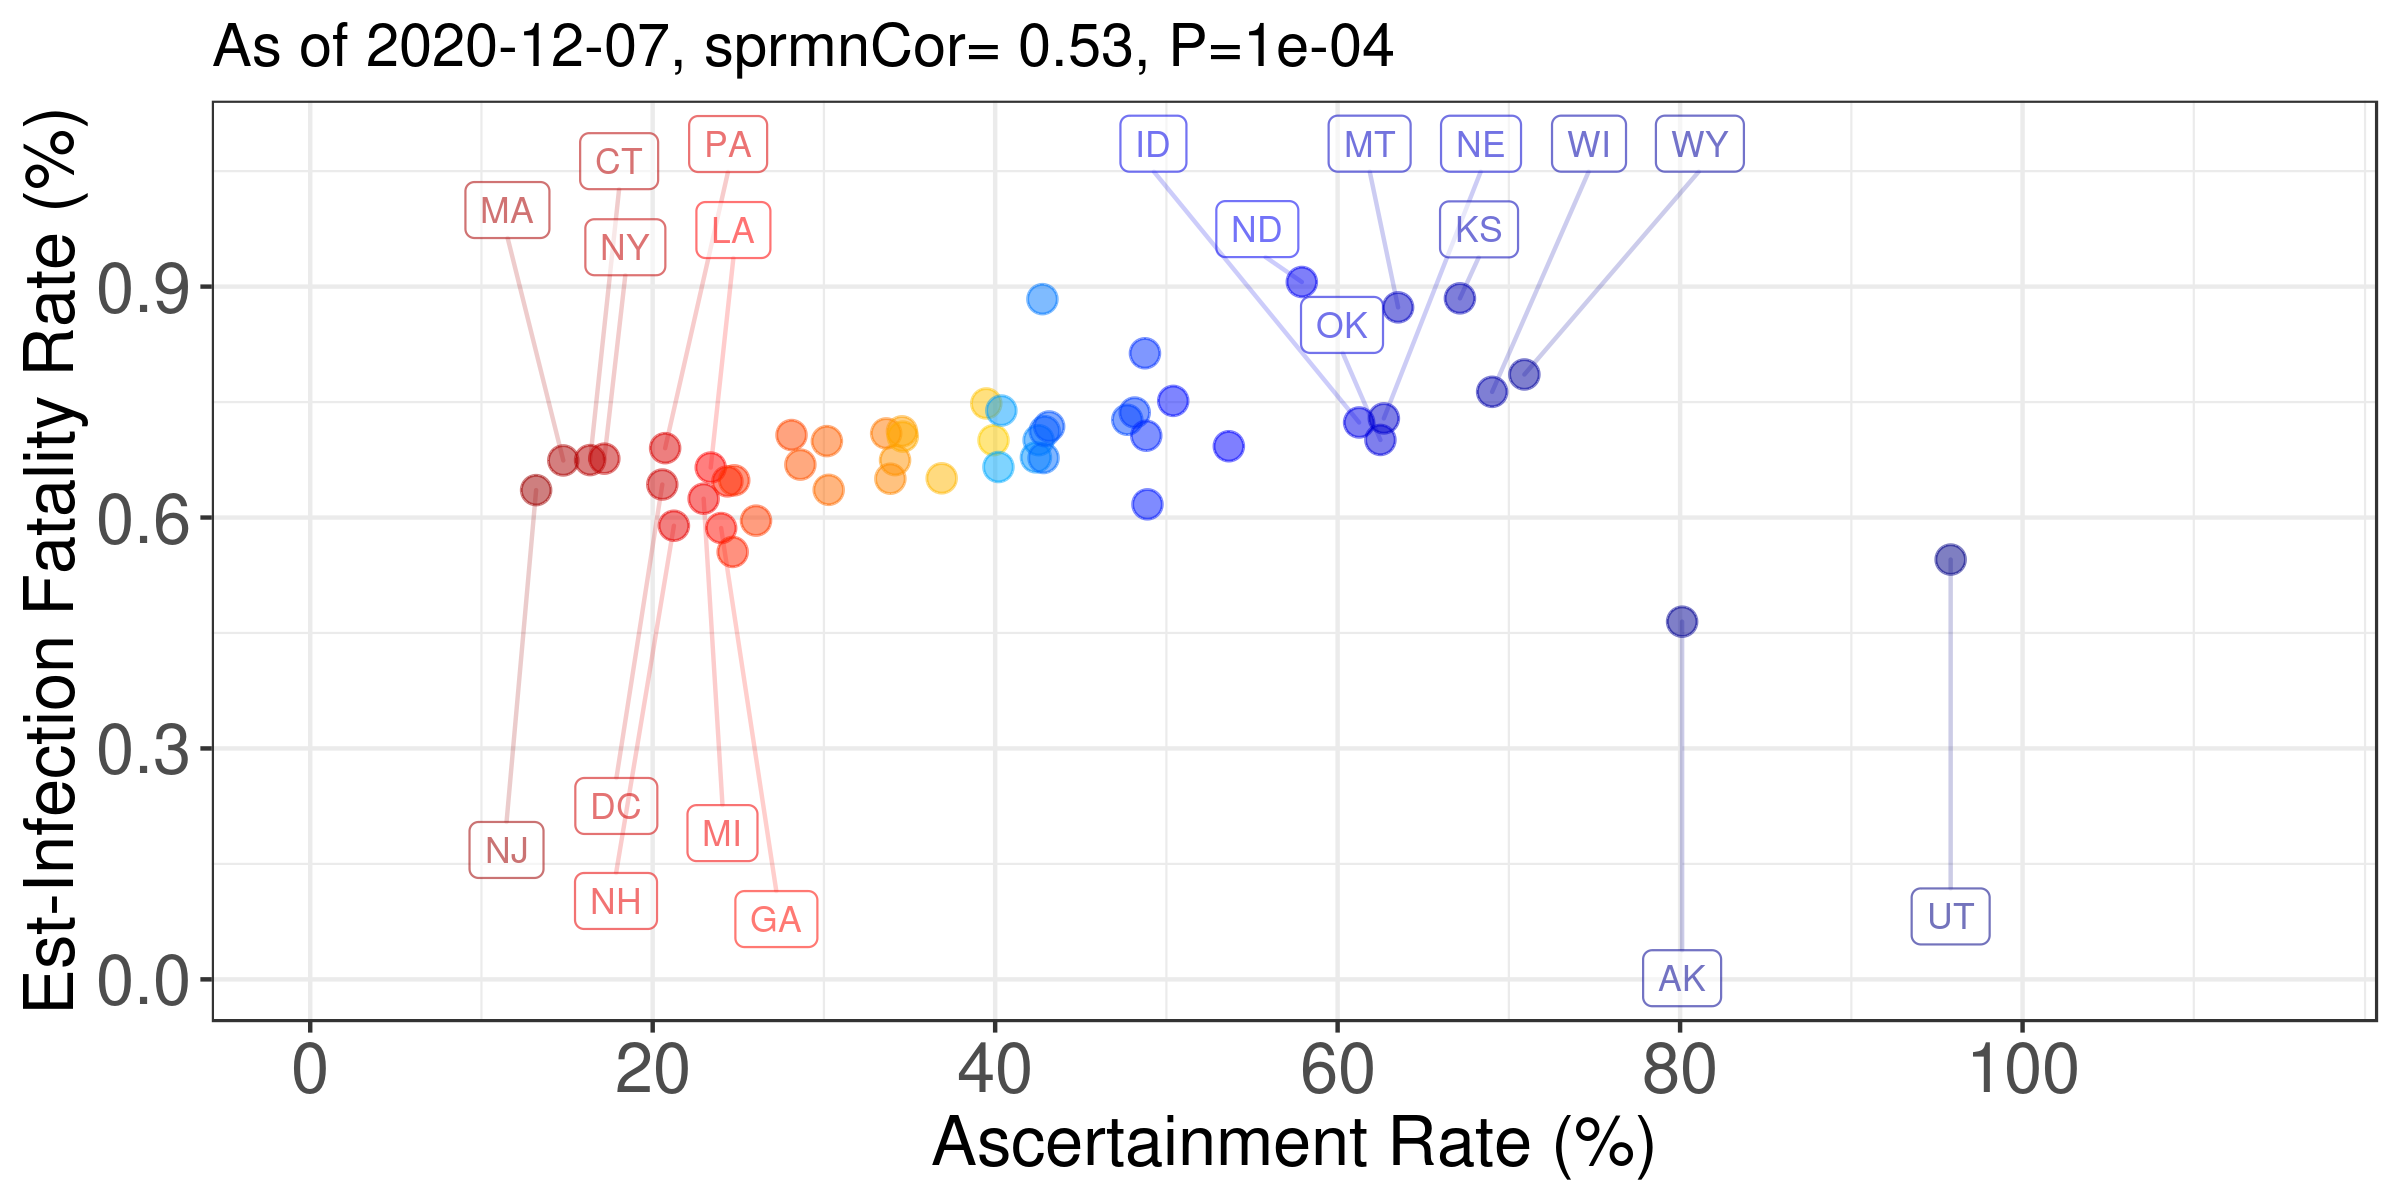 As of 2020-12-07, sprmnCor= 0.53, P=1e-04
Est-Infection Fatality Rate (%)
0.9
0.6
0.3
0.0
PA
ID
MT
NE
WI
WY
CT
MA
NY
LA
ND
KS
OK
DC
MI
NJ
NH
GA
UT
AK
0
20
40
60
80
100
Ascertainment Rate (%)